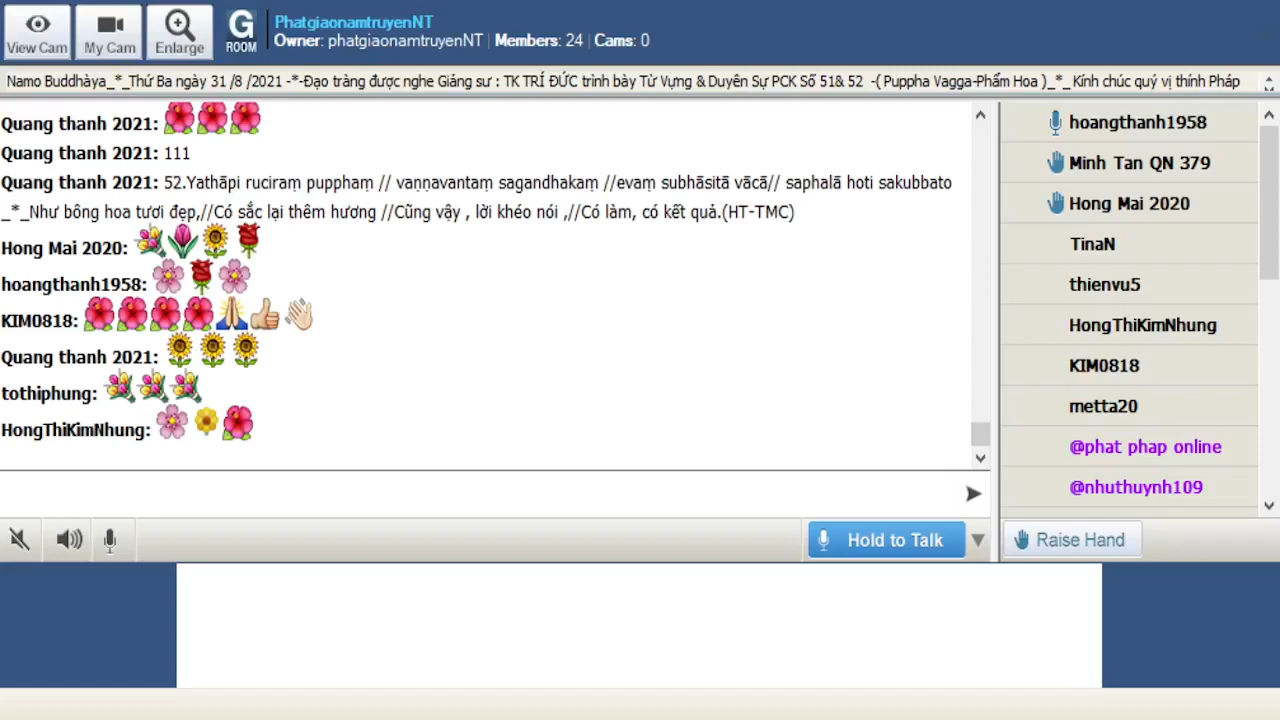 View Cam
My Cam
Enlarge
G
ROOM
PhatgiaonamtruyenNT
Owner: phatgiaonamtruyenNT | Members: 24 | Cams: 0
Namo Buddhàya_*_Thứ Ba ngày 31 /8 /2021 -*-Đạo tràng được nghe Giảng sư : TK TRÍ ĐỨC trình bày Từ Vựng & Duyên Sự PCK Số 51& 52 -( Puppha Vagga-Phẩm Hoa )_*_ Kính chúc quý vị thính Pháp
Quang thanh 2021:
Quang thanh 2021: 111
Quang thanh 2021: 52.Yathāpi ruciraṃ pupphaṃ // vaṇṇavantaṃ sagandhakaṃ //evaṃ subhāsitā vācā// saphalā hoti sakubbato
_*_Như bông hoa tươi đẹp,//Có sắc lại thêm hương //Cũng vậy , lời khéo nói ,//Có làm, có kết quả.(HT-TMC)
Hong Mai 2020:
hoangthanh1958:
KIM0818:
Quang thanh 2021:
tothiphung:
HongThiKimNhung:
hoangthanh1958
Minh Tan QN 379
Hong Mai 2020
TinaN
thienvu5
HongThiKimNhung
KIM0818
metta20
@phat phap online
@nhuthuynh109
Hold to Talk
Raise Hand